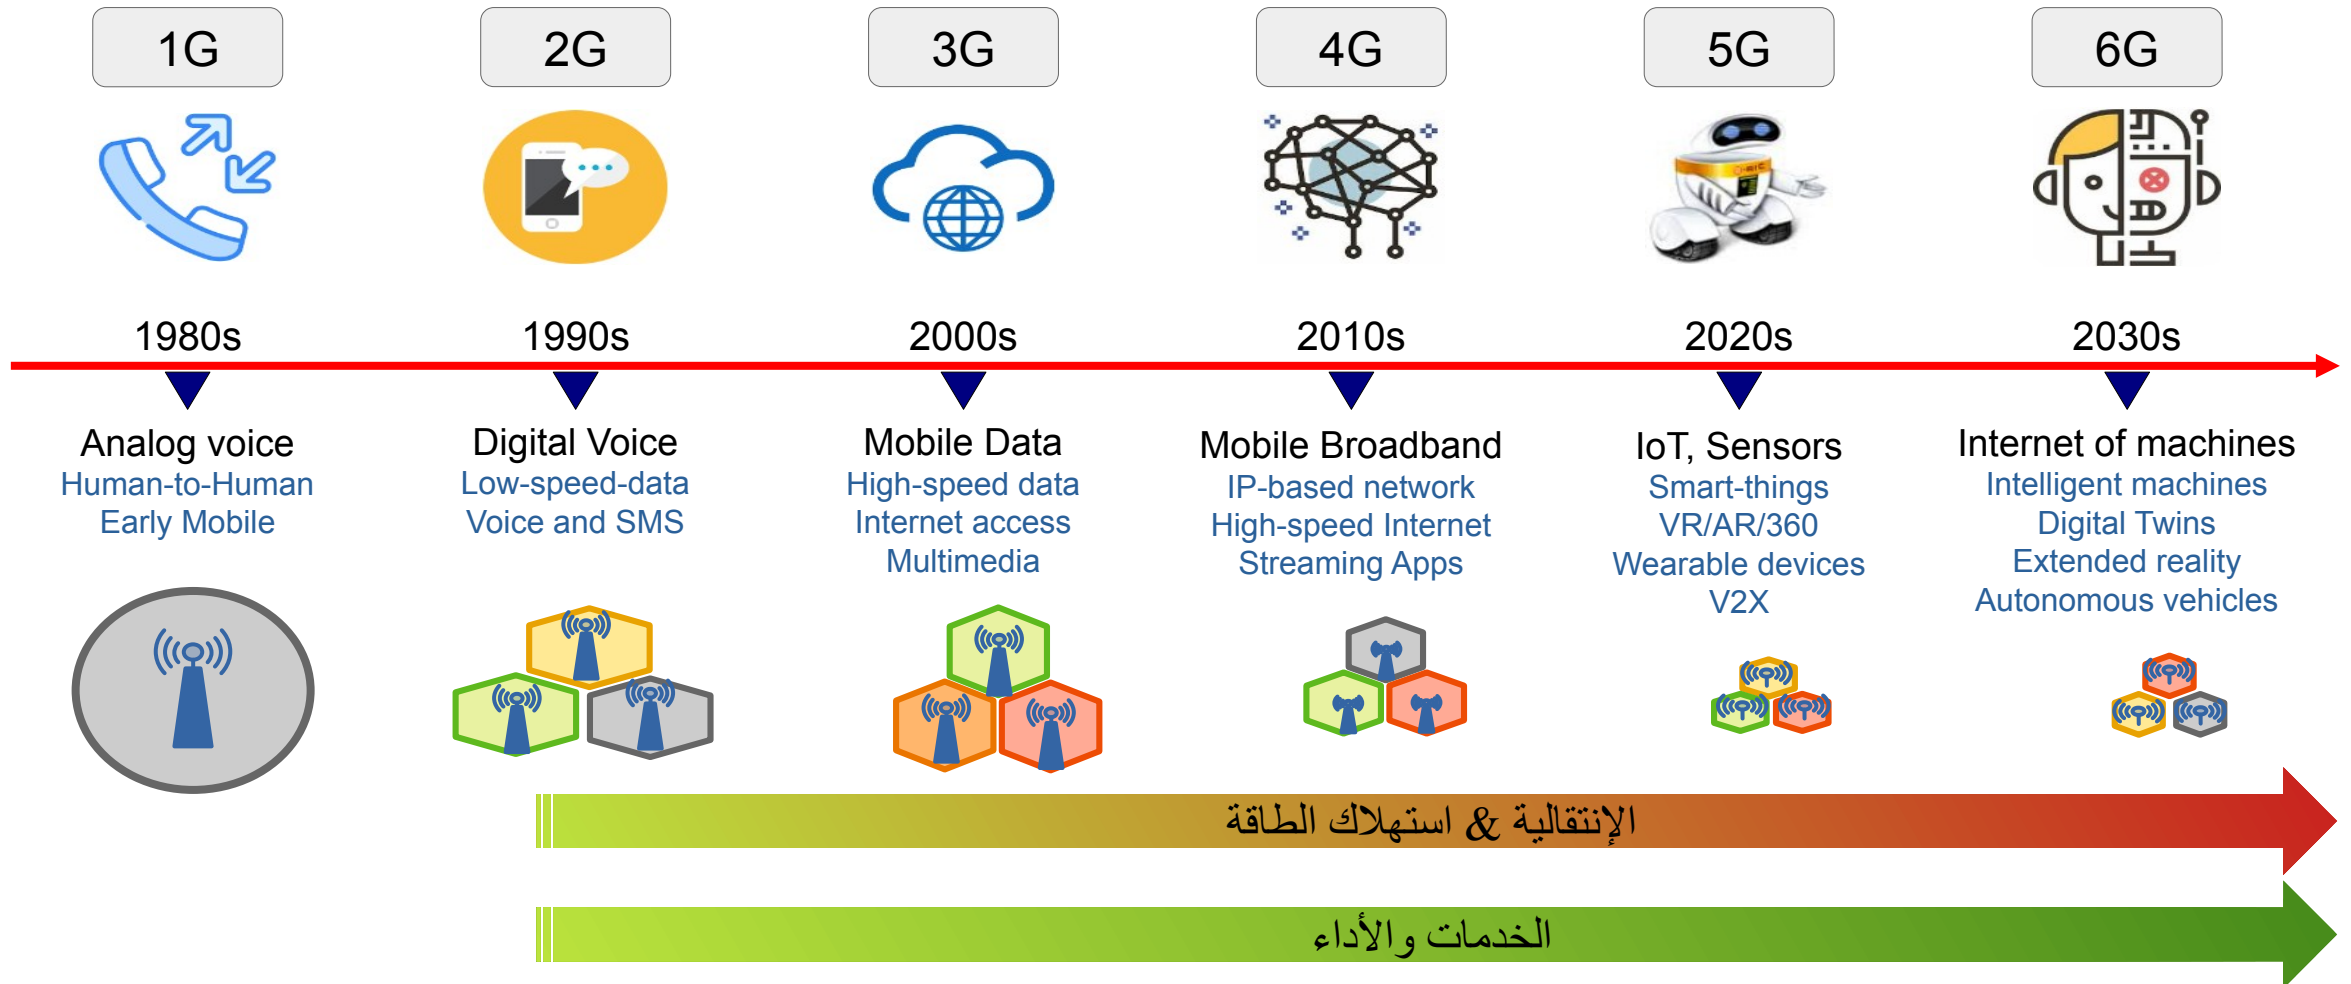 1G
2G
3G
4G
5G
6G
1980s
1990s
2000s
2010s
2020s
2030s
Analog voice
Human-to-Human
Early Mobile
Digital Voice
Low-speed-data
Voice and SMS
Mobile Data
High-speed data
Internet access
Multimedia
Mobile Broadband
IP-based network
High-speed Internet
Streaming Apps
IoT, Sensors
Smart-things
VR/AR/360
Wearable devices
V2X
Internet of machines
Intelligent machines
Digital Twins
Extended reality
Autonomous vehicles
الإنتقالية & استهلاك الطاقة
الخدمات والأداء